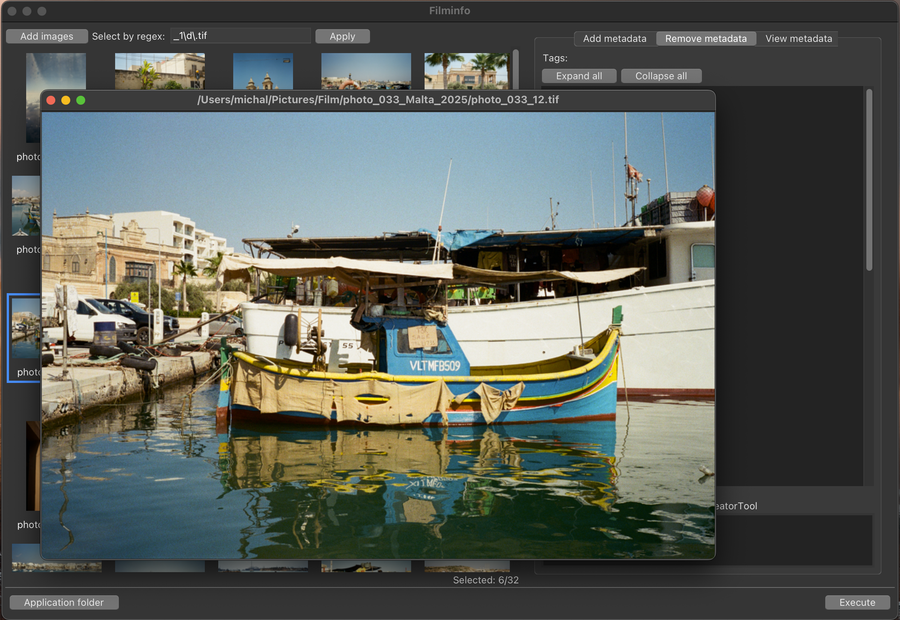 Filminfo
Add images
Select by regex:
_1\d\.tif
Apply
Add metadata
Remove metadata
View metadata
Tags:
Expand all
Collapse all
/Users/michal/Pictures/Film/photo_033_Malta_2025/photo_033_12.tif
photo
photo
photo
photo
55
VLTMFB509
eatorTool
Selected: 6/32
Application folder
Execute